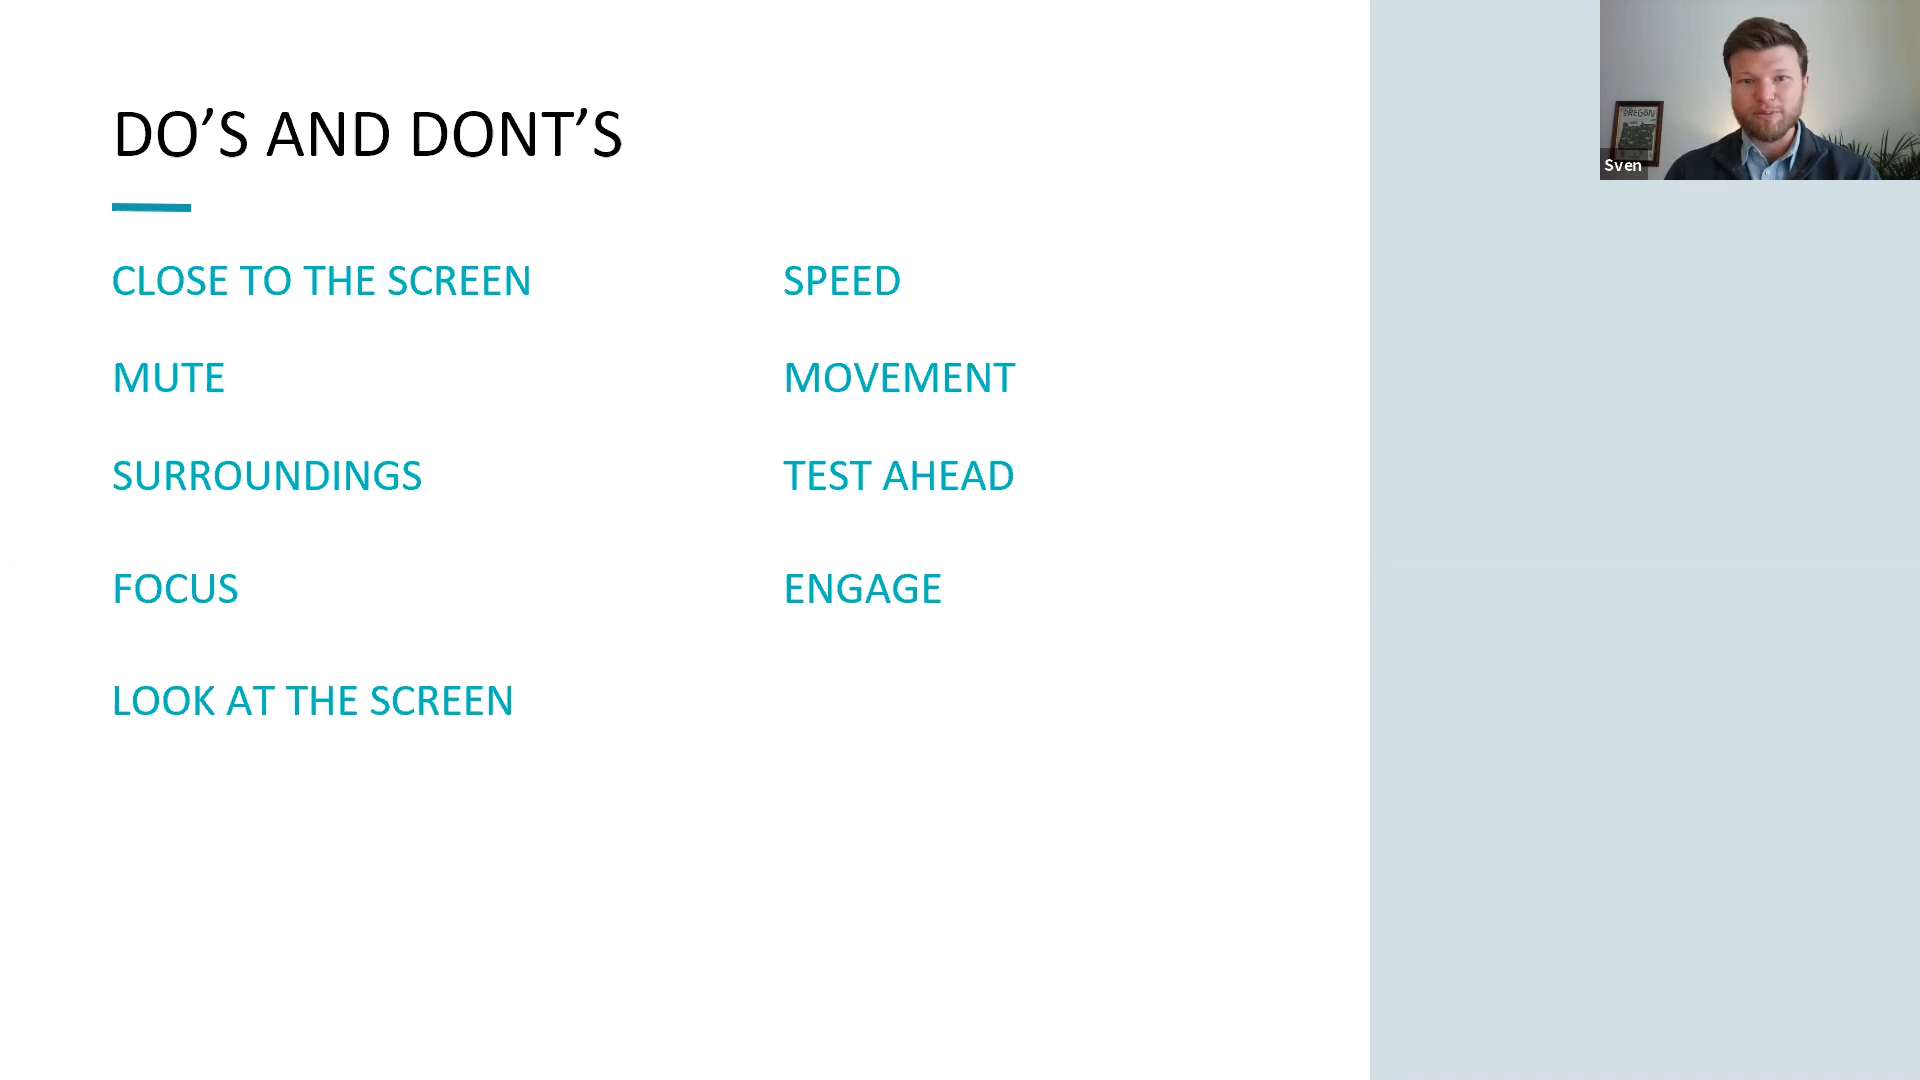 DO’S AND DONT’S
CLOSE TO THE SCREEN
MUTE
SURROUNDINGS
FOCUS
LOOK AT THE SCREEN
SPEED
MOVEMENT
TEST AHEAD
ENGAGE
OREGON
Sven